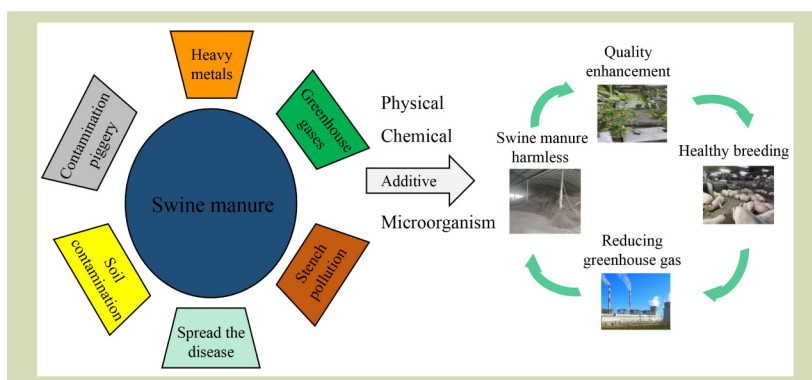 Heavy
metals
Greenhouse
gases
Contamination
piggery
Swine manure
Soil
contamination
Stench
pollution
Spread the
disease
Physical
Chemical
Additive
Microorganism
Quality
enhancement
Swine manure
harmless
Healthy breeding
Reducing
greenhouse gas